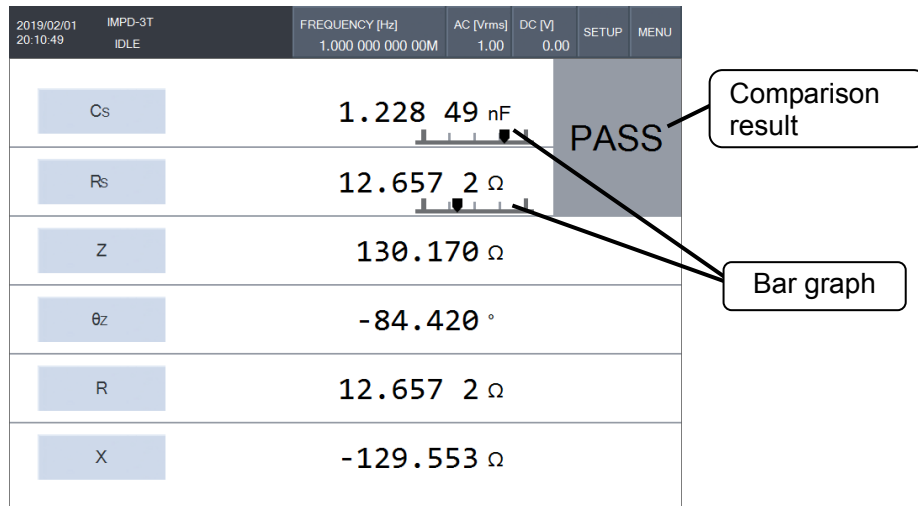 2019/02/01 IMPD-3T FREQUENCY [Hz] AC [Vrms] DC [V] SETUP MENU
20:10:49 IDLE 1.000 000 000 00M 1.00 0.00
Cs 1.228 49 nF
PASS
Comparison
result
Rs 12.657 2 Ω
Z 130.170 Ω
Bar graph
θz -84.420 °
R 12.657 2 Ω
X -129.553 Ω